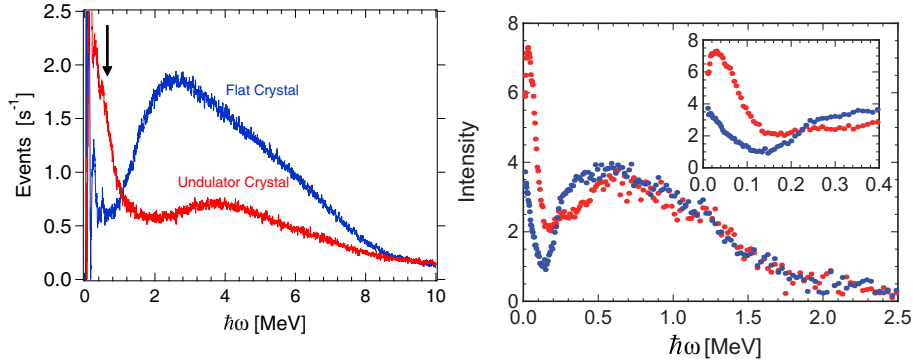 2.5
2.0
1.5
1.0
0.5
0.0
Events [s⁻¹]
Flat Crystal
Undulator Crystal
0 2 4 6 8 10
ħω [MeV]
8
6
4
2
0
Intensity
8
6
4
2
0
0.0 0.1 0.2 0.3 0.4
0.0 0.5 1.0 1.5 2.0 2.5
ħω [MeV]